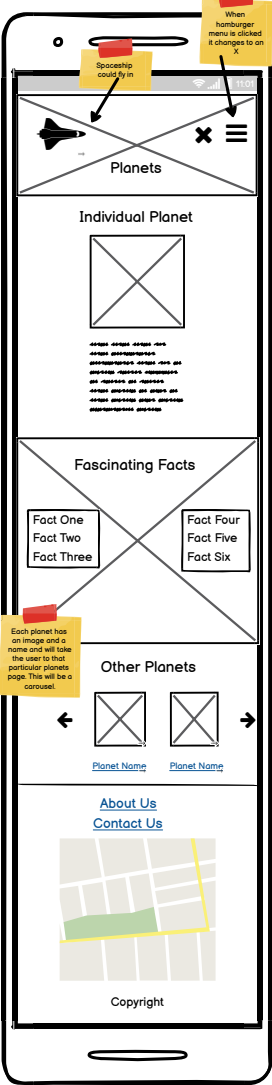 When
hamburger
menu is clicked
it changes to an
X
Spaceship
could fly in
11:01
Planets
Individual Planet
Fascinating Facts
Fact One
Fact Two
Fact Three
Fact Four
Fact Five
Fact Six
Each planet has
an image and a
name and will take
the user to that
particular planets
page. This will be a
carousel.
Other Planets
Planet Name
Planet Name
About Us
Contact Us
Copyright